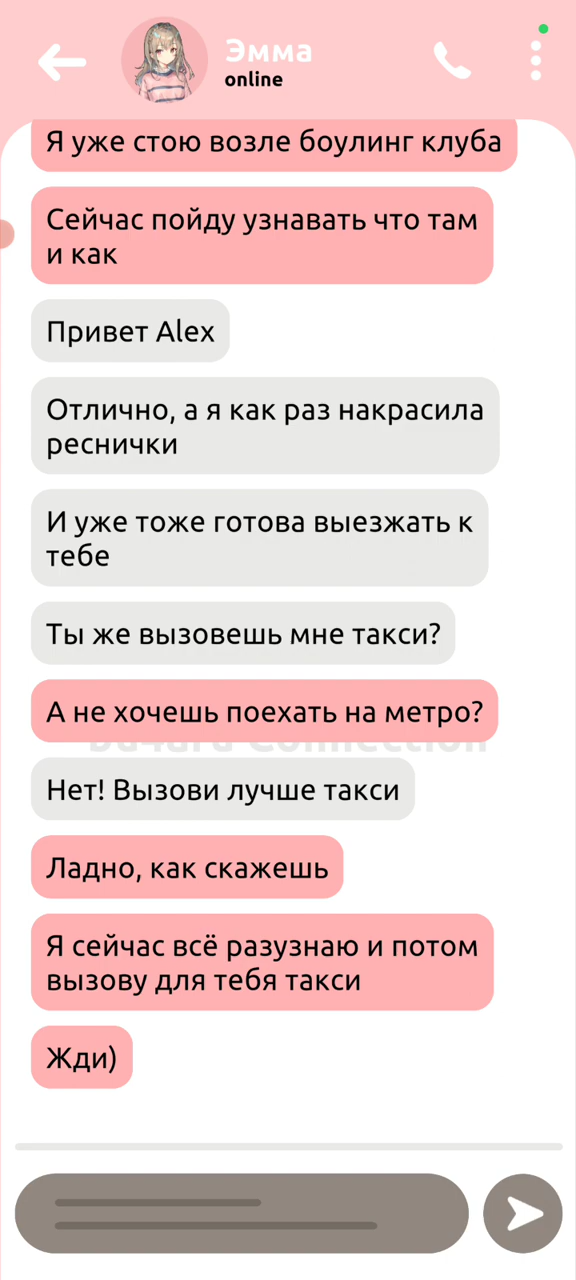 Эмма
online
Я уже стою возле боулинг клуба
Сейчас пойду узнавать что там
и как
Привет Alex
Отлично, а я как раз накрасила
реснички
И уже тоже готова выезжать к
тебе
Ты же вызовешь мне такси?
А не хочешь поехать на метро?
Connection
Нет! Вызови лучше такси
Ладно, как скажешь
Я сейчас всё разузнаю и потом
вызову для тебя такси
Жди)